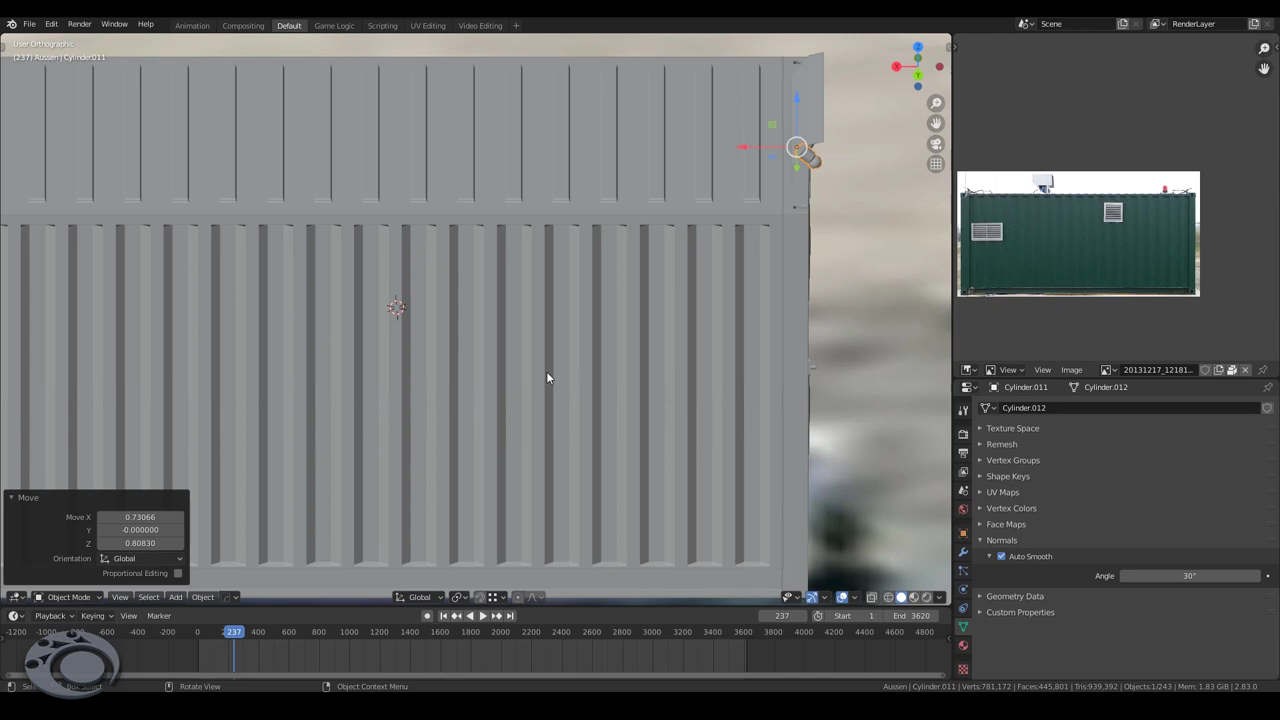 File Edit Render Window Help
Animation Compositing Default Game Logic Scripting UV Editing Video Editing +
Scene
RenderLayer
User Orthographic
(237) Aussen | Cylinder.011
Z
X
Y
View View Image 20131217_12181...
Cylinder.011 Cylinder.012
Cylinder.012
Texture Space
Remesh
Vertex Groups
Shape Keys
UV Maps
Vertex Colors
Face Maps
Normals
Auto Smooth
Angle 30°
Geometry Data
Custom Properties
Move
Move X 0.73066
Y -0.000000
Z 0.80830
Orientation Global
Proportional Editing
Object Mode View Select Add Object Global
Playback Keying View Marker 237 Start 1 End 3620
-1200 -1000 -800 0 237 400 600 800 1000 1200 1400 1600 1800 2000 2200 2400 2600 2800 3000 3200 3400 3600 3800 4000 4200 4400 4600 4800
Box Select Rotate View Object Context Menu Aussen | Cylinder.011 | Verts:781,172 | Faces:445,801 | Tris:939,392 | Objects:1/243 | Mem: 1.83 GiB | 2.83.0